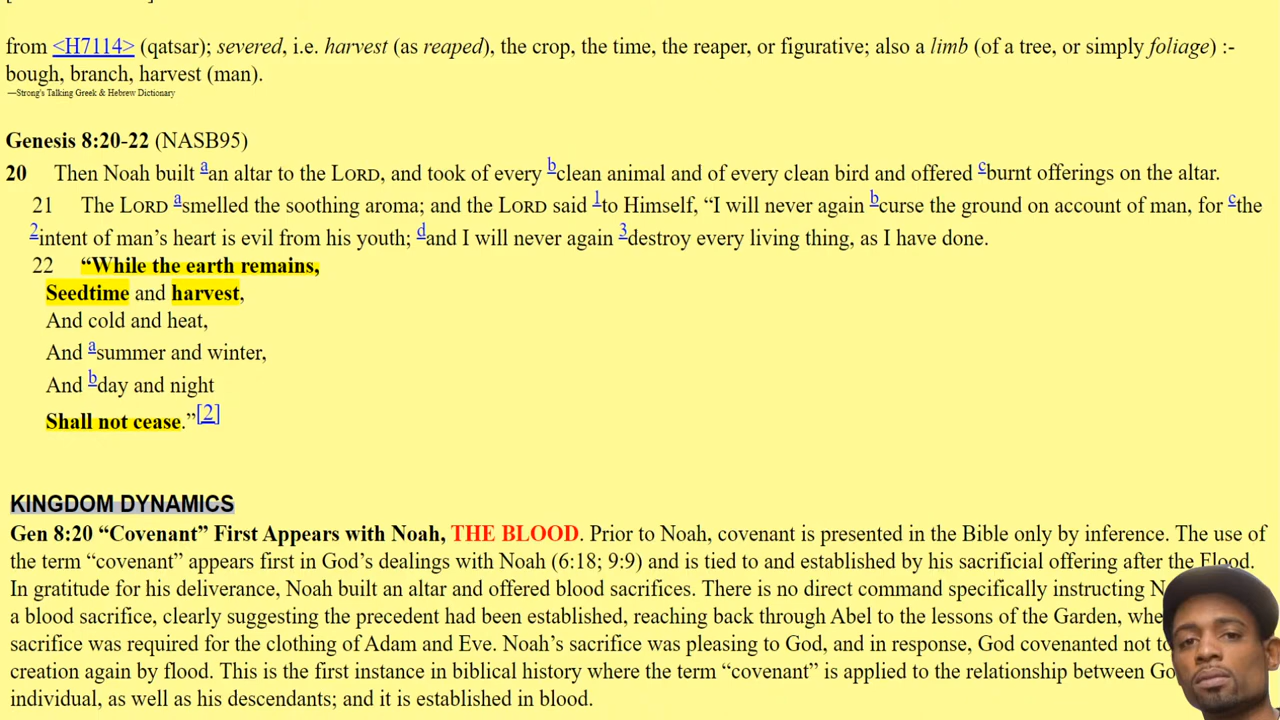 from <H7114> (qatsar); severed, i.e. harvest (as reaped), the crop, the time, the reaper, or figurative; also a limb (of a tree, or simply foliage) :-
bough, branch, harvest (man).
—Strong's Talking Greek & Hebrew Dictionary
Genesis 8:20-22 (NASB95)
20 Then Noah built a an altar to the LORD, and took of every b clean animal and of every clean bird and offered c burnt offerings on the altar.
21 The LORD a smelled the soothing aroma; and the LORD said 1 to Himself, “I will never again b curse the ground on account of man, for c the
2 intent of man’s heart is evil from his youth; d and I will never again 3 destroy every living thing, as I have done.
22 “While the earth remains,
Seedtime and harvest,
And cold and heat,
And a summer and winter,
And b day and night
Shall not cease.”[2]
KINGDOM DYNAMICS
Gen 8:20 “Covenant” First Appears with Noah, THE BLOOD. Prior to Noah, covenant is presented in the Bible only by inference. The use of
the term “covenant” appears first in God’s dealings with Noah (6:18; 9:9) and is tied to and established by his sacrificial offering after the Flood.
In gratitude for his deliverance, Noah built an altar and offered blood sacrifices. There is no direct command specifically instructing
a blood sacrifice, clearly suggesting the precedent had been established, reaching back through Abel to the lessons of the Garden,
sacrifice was required for the clothing of Adam and Eve. Noah’s sacrifice was pleasing to God, and in response, God covenanted not to
creation again by flood. This is the first instance in biblical history where the term “covenant” is applied to the relationship between
individual, as well as his descendants; and it is established in blood.